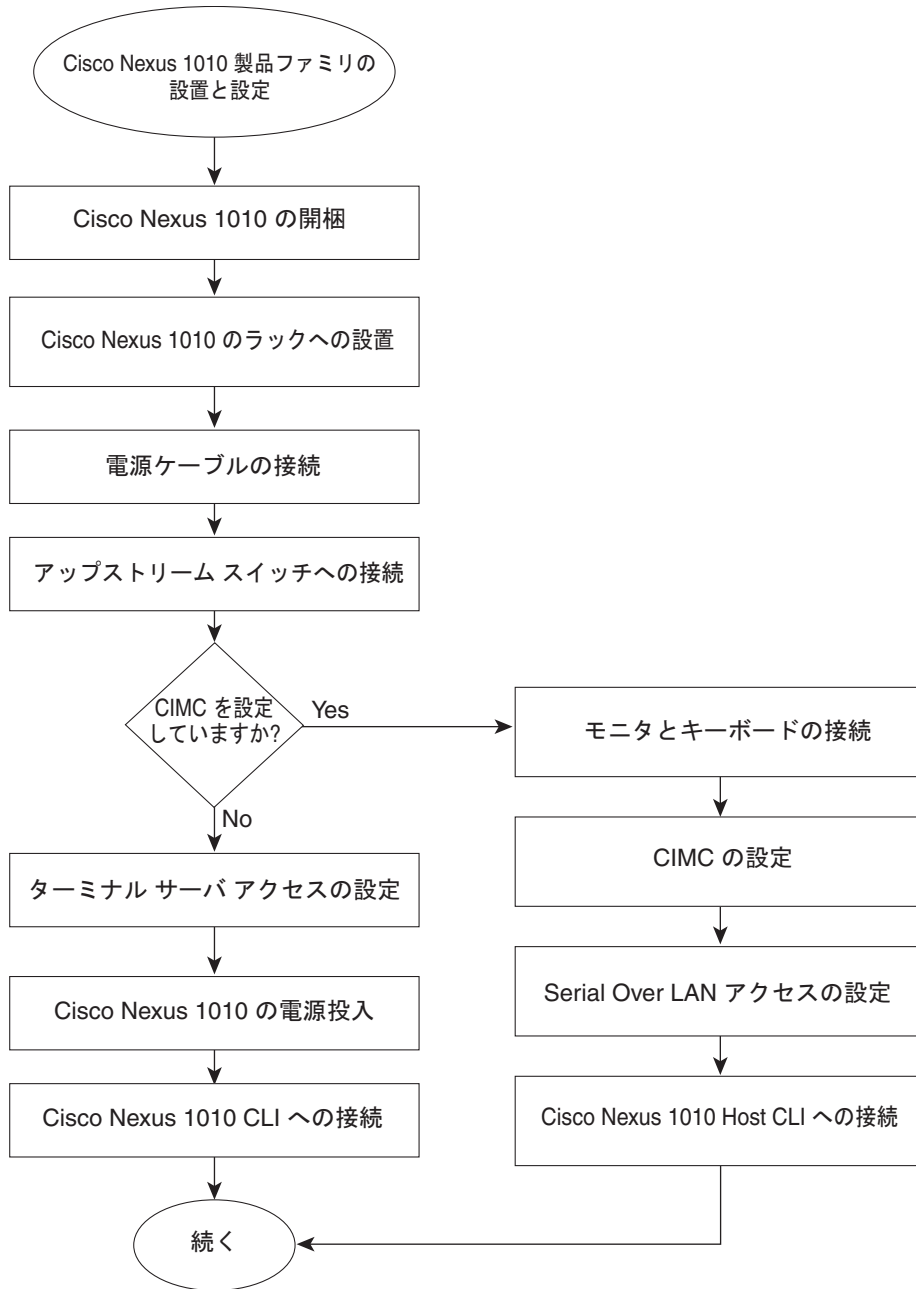 Cisco Nexus 1010 製品ファミリの
設置と設定
Cisco Nexus 1010 の開梱
Cisco Nexus 1010 のラックへの設置
電源ケーブルの接続
アップストリーム スイッチへの接続
CIMC を設定
していますか?
Yes
No
ターミナル サーバ アクセスの設定
Cisco Nexus 1010 の電源投入
Cisco Nexus 1010 CLI への接続
モニタとキーボードの接続
CIMC の設定
Serial Over LAN アクセスの設定
Cisco Nexus 1010 Host CLI への接続
続く